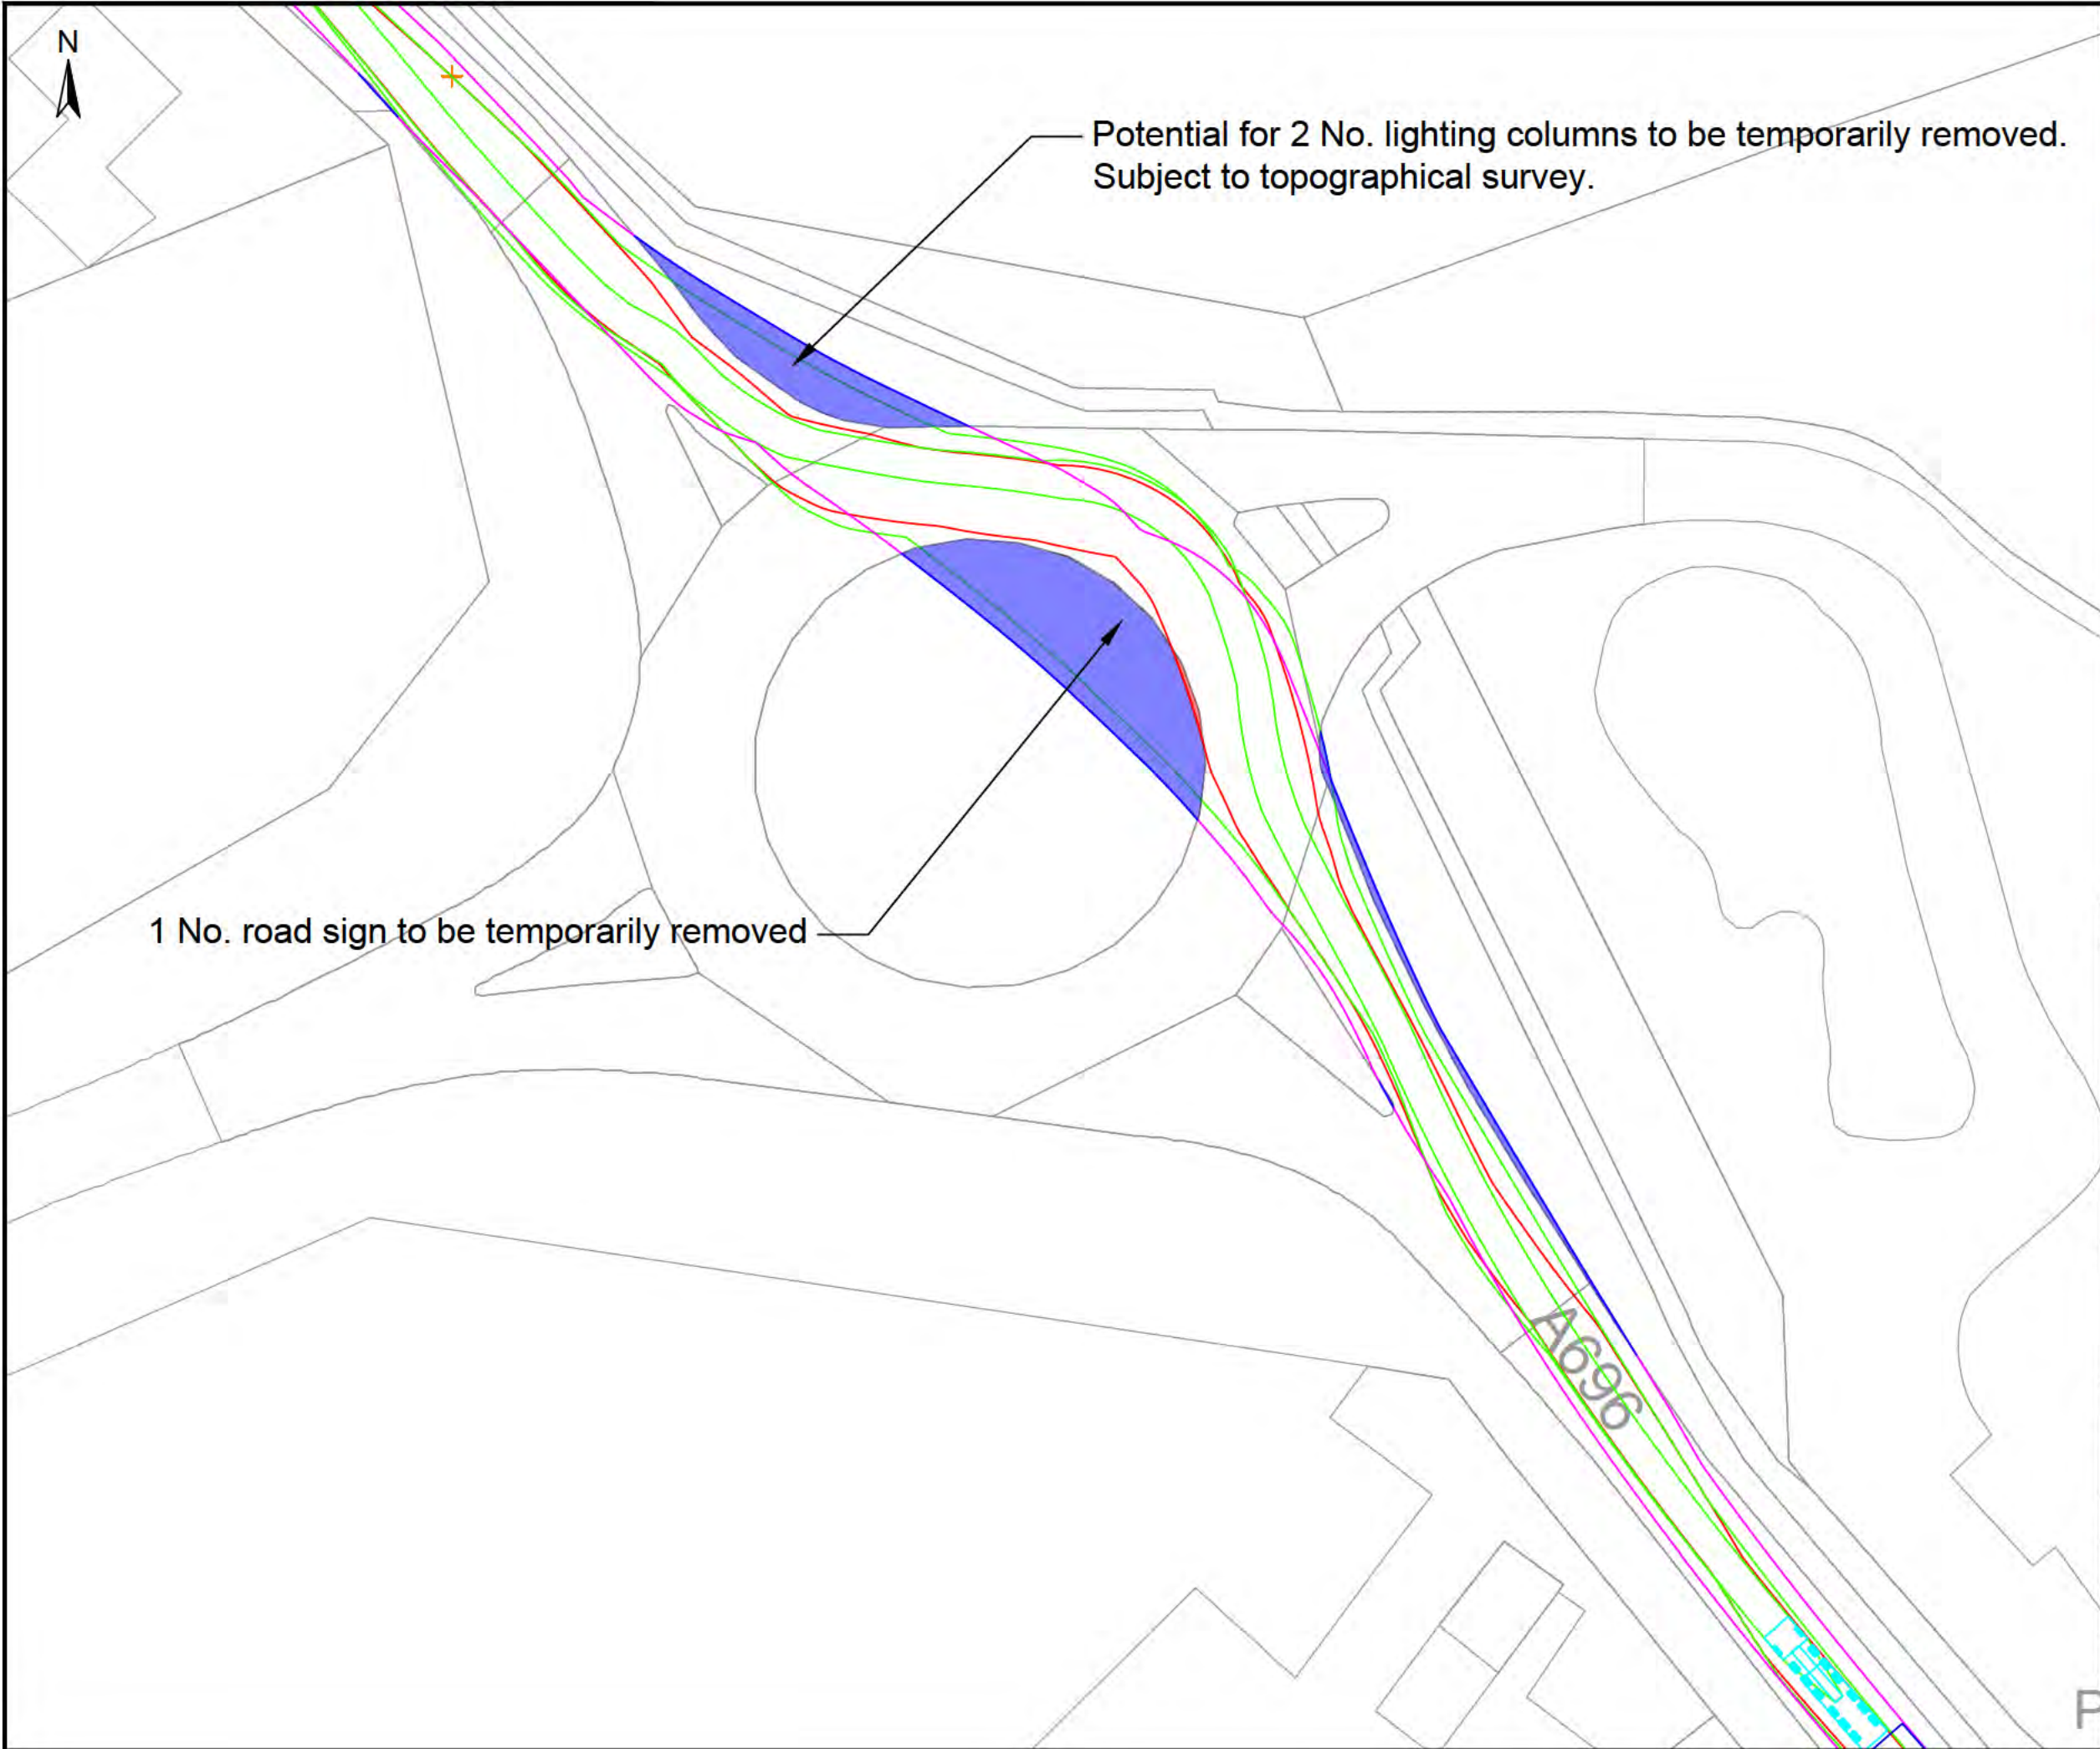 N
Potential for 2 No. lighting columns to be temporarily removed.
Subject to topographical survey.
1 No. road sign to be temporarily removed
A696
P